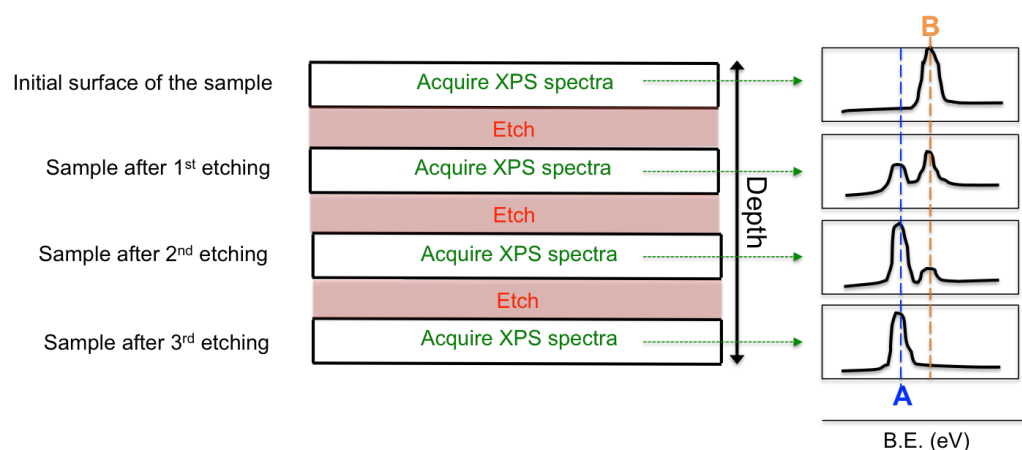 B
Initial surface of the sample
Acquire XPS spectra
Etch
Sample after 1st etching
Acquire XPS spectra
Depth
Etch
Sample after 2nd etching
Acquire XPS spectra
Etch
Sample after 3rd etching
Acquire XPS spectra
A
B.E. (eV)